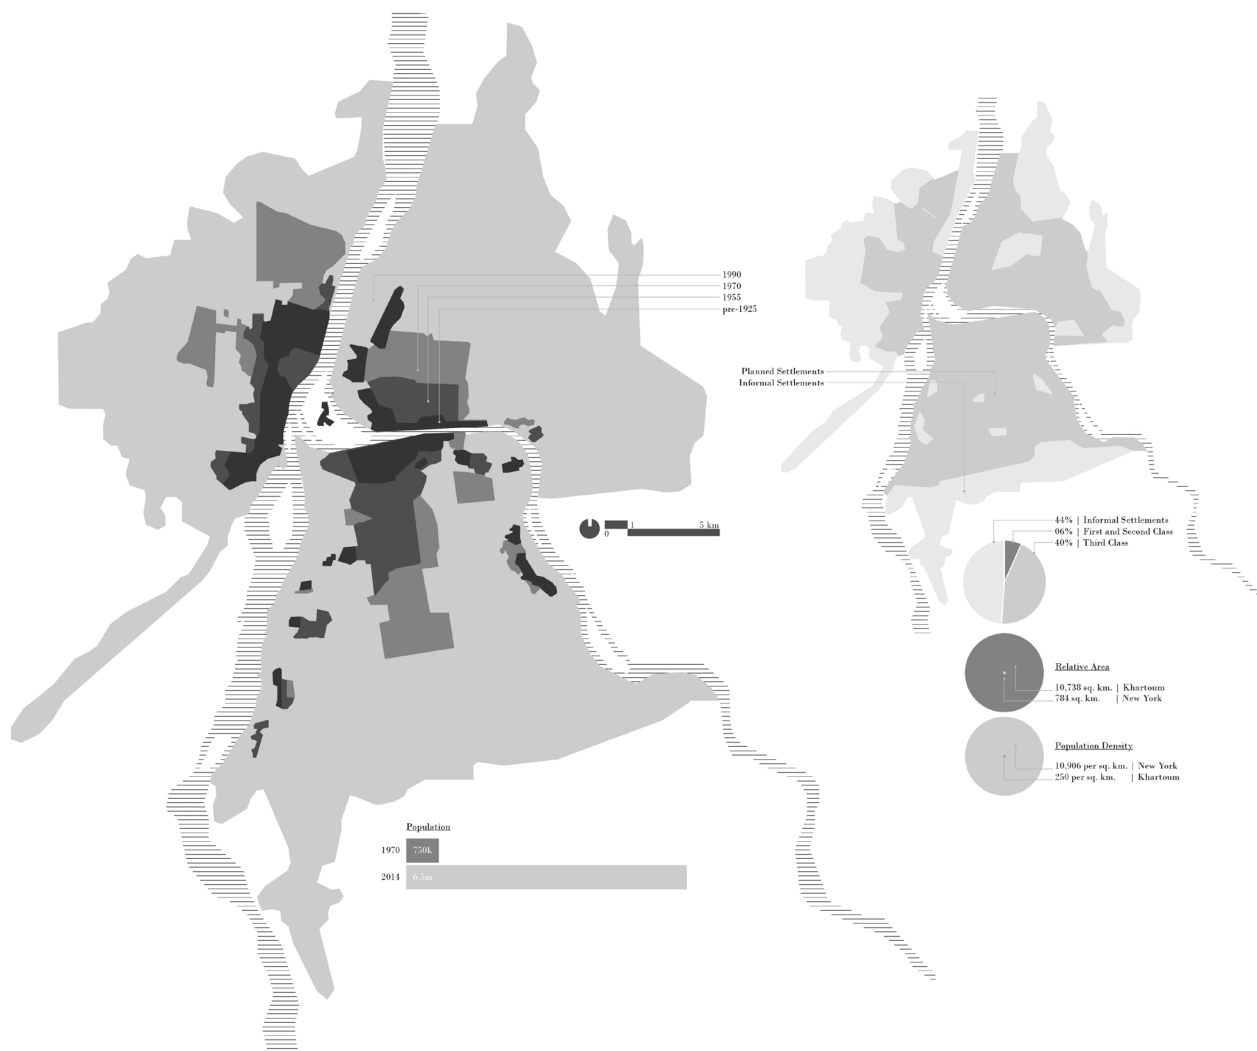 1990
1970
1955
pre-1925
Planned Settlements
Informal Settlements
1
5 km
0
44% | Informal Settlements
06% | First and Second Class
40% | Third Class
Relative Area
10,738 sq. km. | Khartoum
784 sq. km. | New York
Population Density
10,906 per sq. km. | New York
250 per sq. km. | Khartoum
Population
1970 750k
2014 6.5m